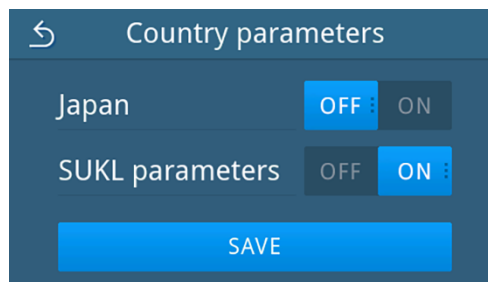 Country parameters
Japan OFF ON
SUKL parameters OFF ON
SAVE